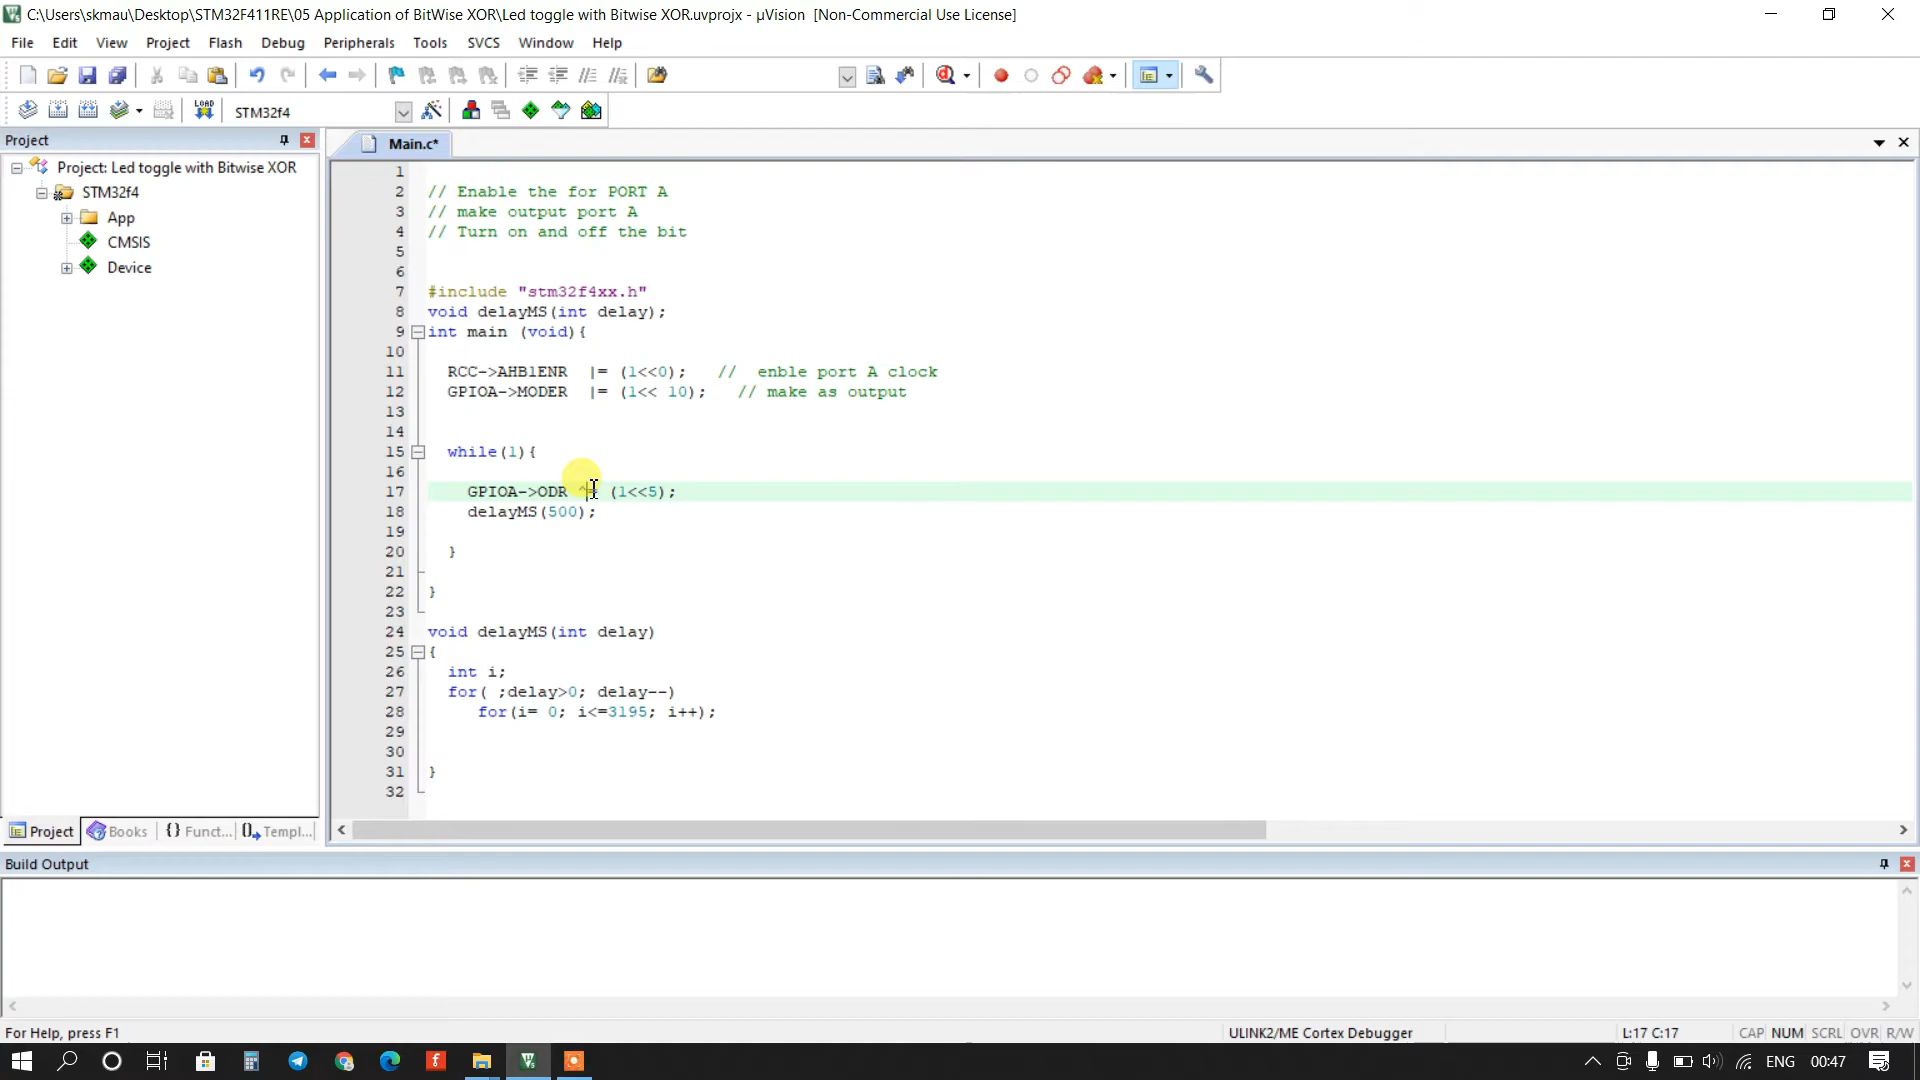 C:\Users\skmau\Desktop\STM32F411RE\05 Application of BitWise XOR\Led toggle with Bitwise XOR.uvprojx - µVision [Non-Commercial Use License]
File Edit View Project Flash Debug Peripherals Tools SVCS Window Help
LOAD STM32f4
Project
Main.c*
Project: Led toggle with Bitwise XOR
STM32f4
App
CMSIS
Device
1
2 // Enable the for PORT A
3 // make output port A
4 // Turn on and off the bit
5
6
7 #include "stm32f4xx.h"
8 void delayMS(int delay);
9 int main (void){
10
11 RCC->AHB1ENR |= (1<<0); // enble port A clock
12 GPIOA->MODER |= (1<< 10); // make as output
13
14
15 while(1){
16
17 GPIOA->ODR ^= (1<<5);
18 delayMS(500);
19
20 }
21
22 }
23
24 void delayMS(int delay)
25 {
26 int i;
27 for( ;delay>0; delay--)
28 for(i= 0; i<=3195; i++);
29
30
31 }
32
Project Books {} Funct... 0 Templ...
Build Output
For Help, press F1
ULINK2/ME Cortex Debugger
L:17 C:17
CAP NUM SCRL OVR R/W
ENG 00:47